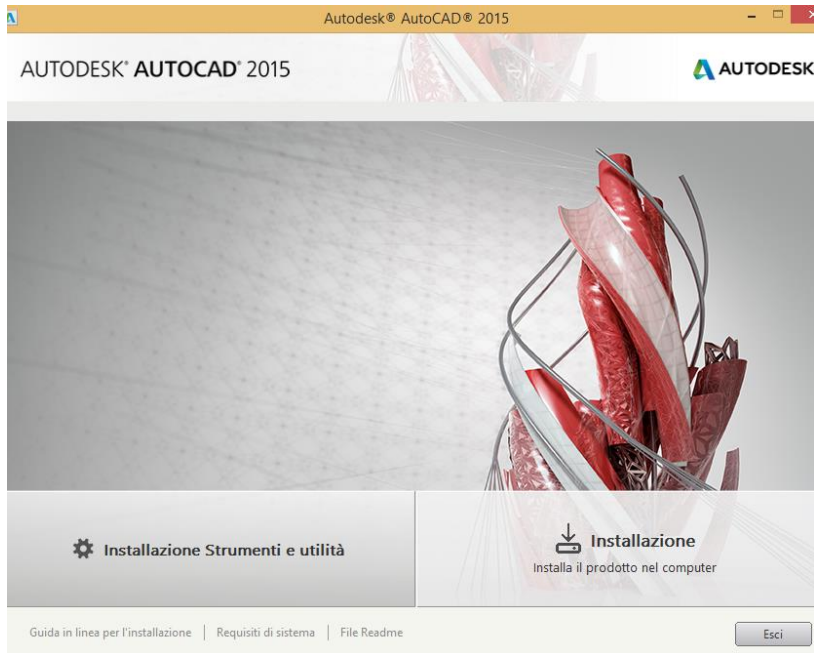 Autodesk® AutoCAD® 2015
AUTODESK® AUTOCAD® 2015
AUTODESK
Installazione Strumenti e utilità
Installazione
Installa il prodotto nel computer
Guida in linea per l'installazione | Requisiti di sistema | File Readme
Esci